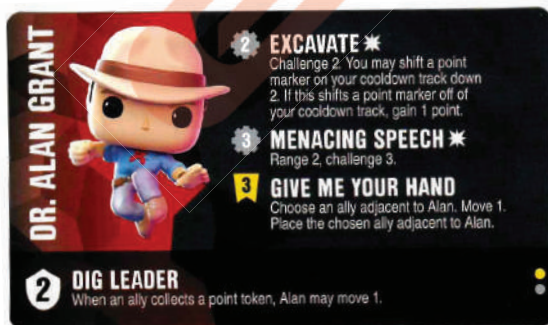 DR. ALAN GRANT
2 EXCAVATE
Challenge 2. You may shift a point
marker on your cooldown track down
2. If this shifts a point marker off of
your cooldown track, gain 1 point.
3 MENACING SPEECH
Range 2, challenge 3.
3 GIVE ME YOUR HAND
Choose an ally adjacent to Alan. Move 1.
Place the chosen ally adjacent to Alan.
2 DIG LEADER
When an ally collects a point token, Alan may move 1.